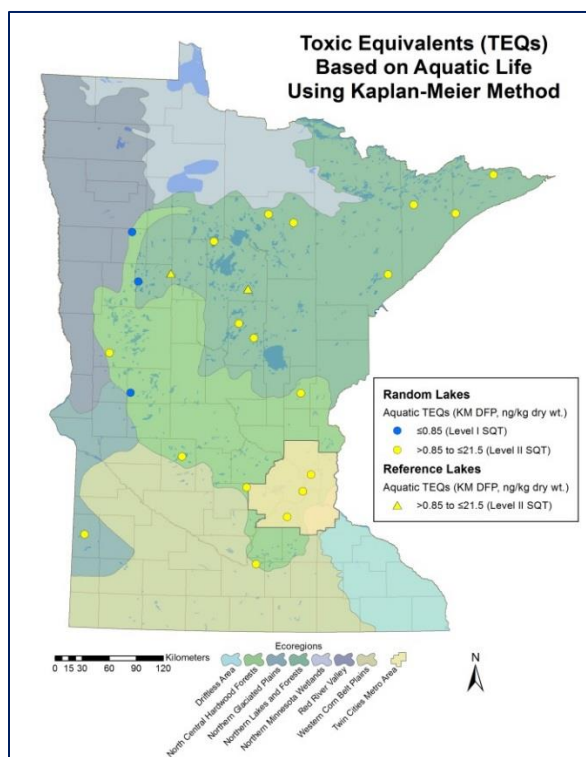 Toxic Equivalents (TEQs)
Based on Aquatic Life
Using Kaplan-Meier Method
Random Lakes
Aquatic TEQs (KM DFP, ng/kg dry wt.)
≤0.85 (Level I SQT)
>0.85 to ≤21.5 (Level II SQT)
Reference Lakes
Aquatic TEQs (KM DFP, ng/kg dry wt.)
>0.85 to ≤21.5 (Level II SQT)
Kilometers
0 15 30 60 90 120
Ecoregions
Driftless Area
North Central Hardwood Forests
Northern Glaciated Plains
Northern Lakes and Forests
Northern Minnesota Wetlands
Red River Valley
Western Corn Belt Plains
Twin Cities Metro Area
N